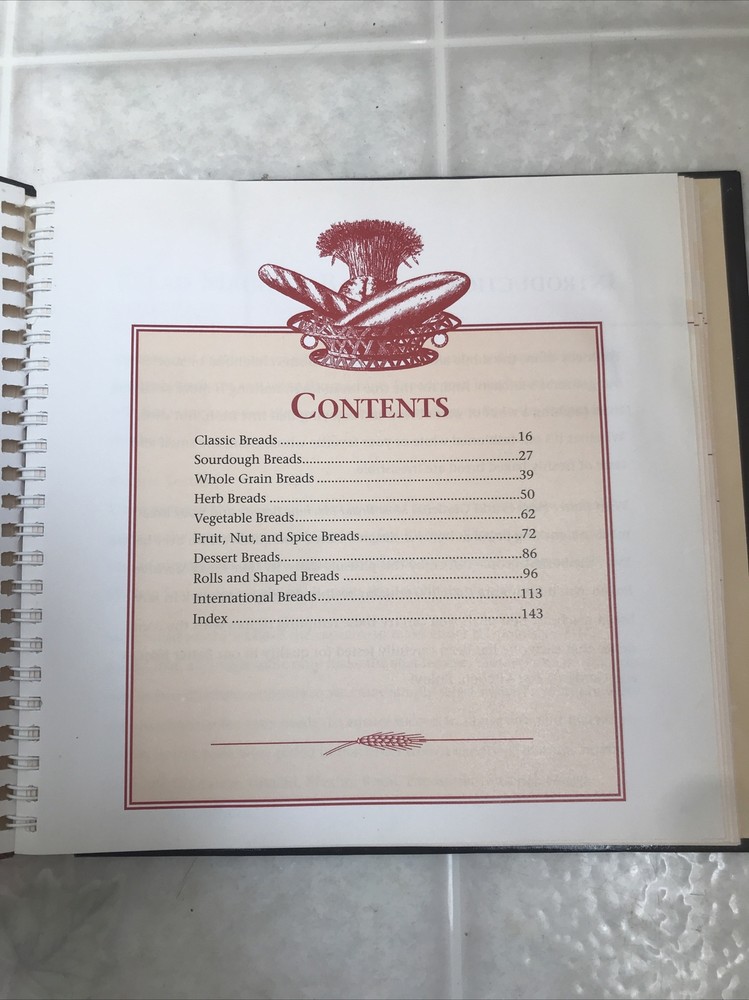 CONTENTS
Classic Breads ..........................................................16
Sourdough Breads.....................................................27
Whole Grain Breads ..................................................39
Herb Breads ..............................................................50
Vegetable Breads.......................................................62
Fruit, Nut, and Spice Breads.......................................72
Dessert Breads...........................................................86
Rolls and Shaped Breads ............................................96
International Breads..................................................113
Index .......................................................................143